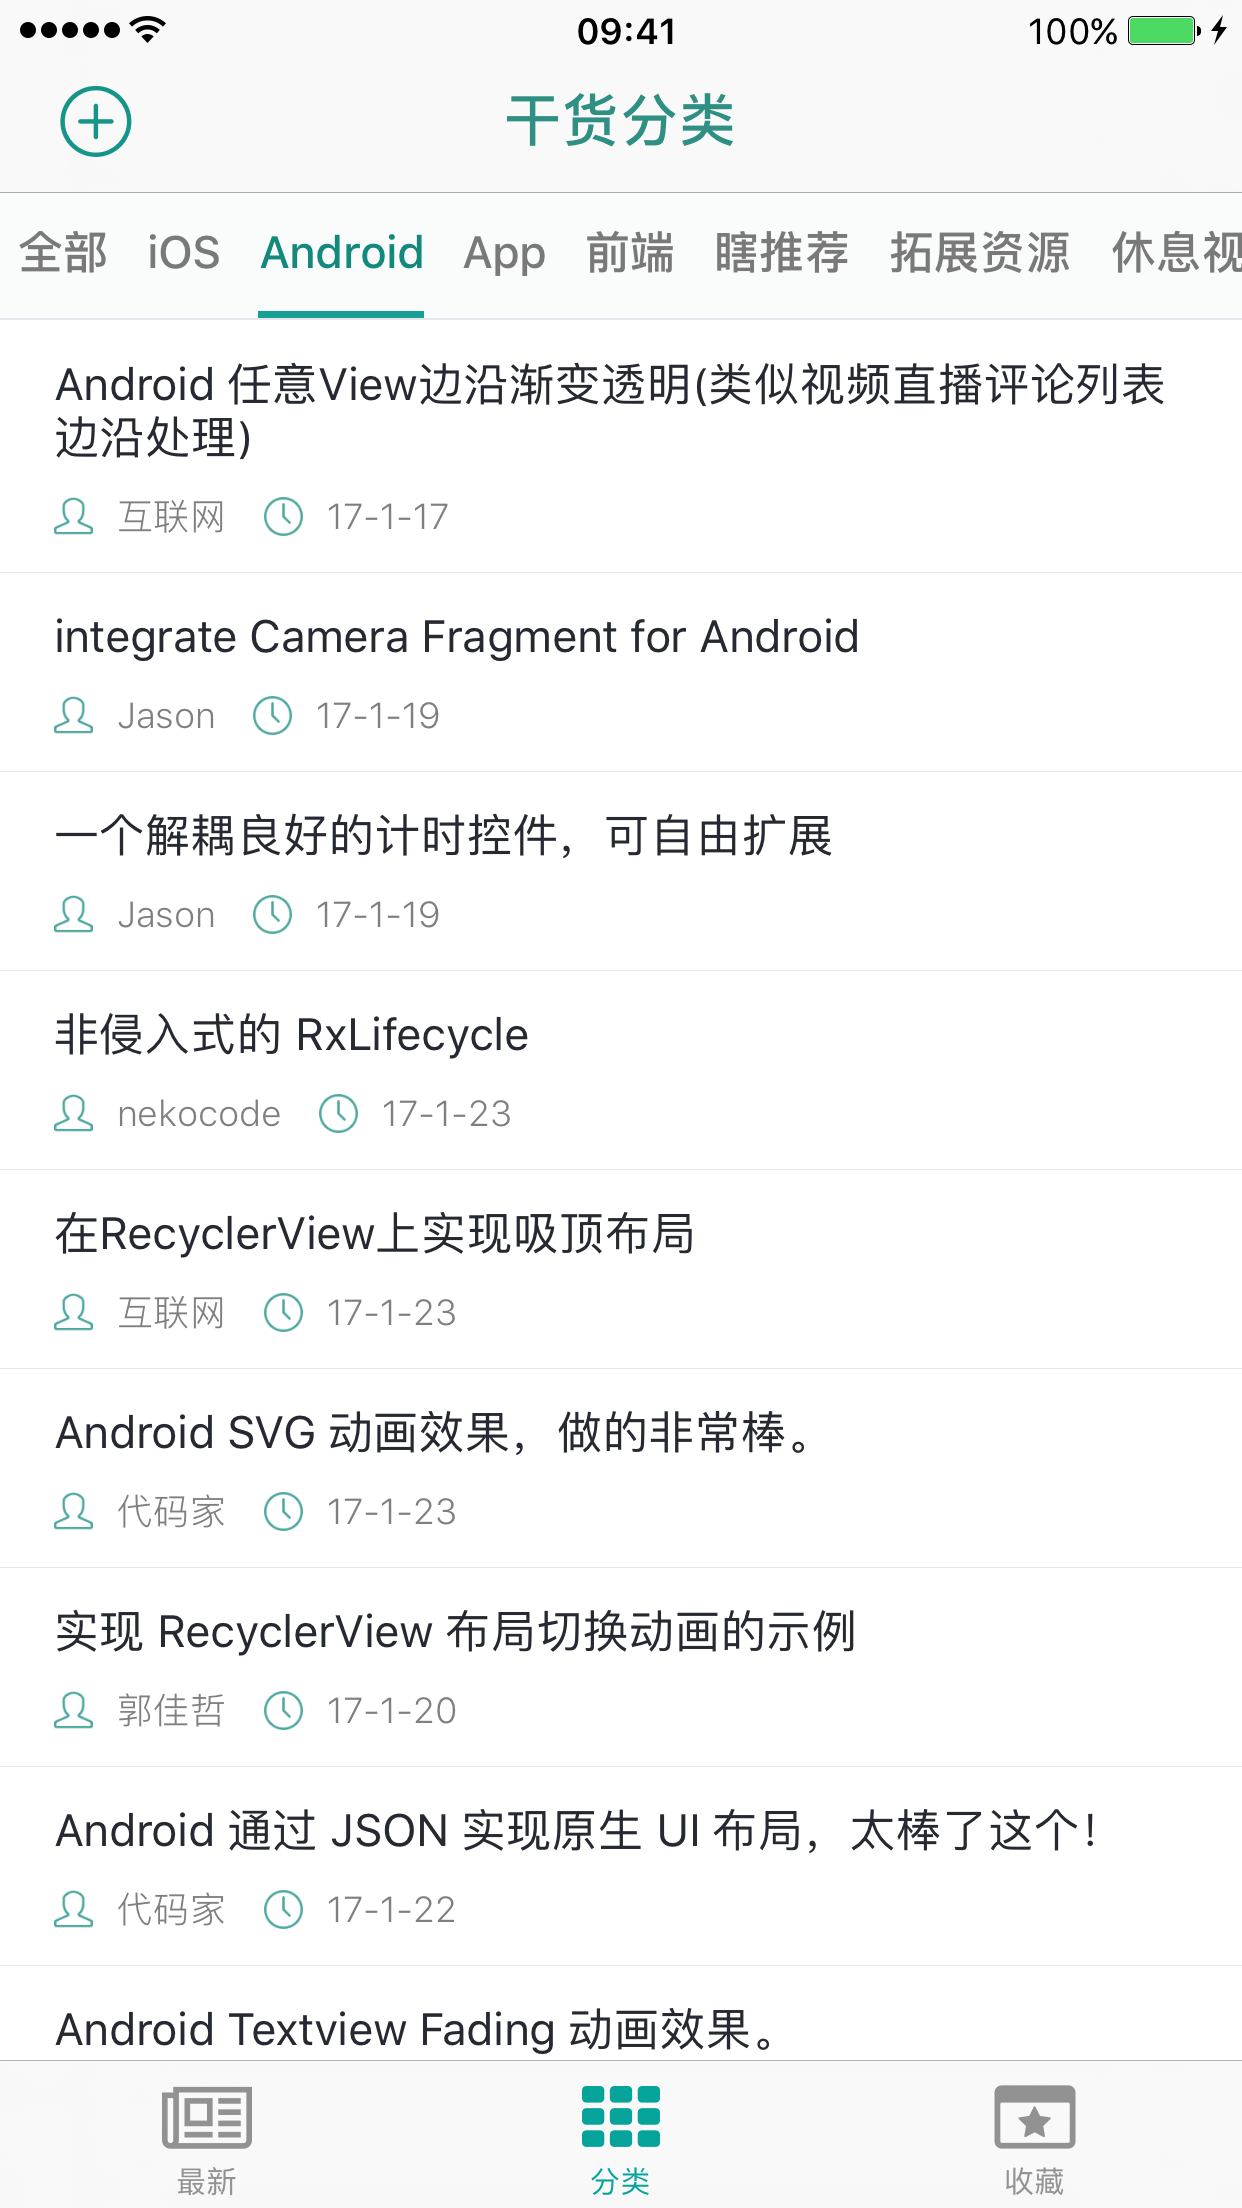 09:41
100%
干货分类
全部 iOS Android App 前端 瞎推荐 拓展资源 休息视
Android 任意View边沿渐变透明(类似视频直播评论列表
边沿处理)
互联网 17-1-17
integrate Camera Fragment for Android
Jason 17-1-19
一个解耦良好的计时控件，可自由扩展
Jason 17-1-19
非侵入式的 RxLifecycle
nekocode 17-1-23
在RecyclerView上实现吸顶布局
互联网 17-1-23
Android SVG 动画效果，做的非常棒。
代码家 17-1-23
实现 RecyclerView 布局切换动画的示例
郭佳哲 17-1-20
Android 通过 JSON 实现原生 UI 布局，太棒了这个！
代码家 17-1-22
Android Textview Fading 动画效果。
最新 分类 收藏